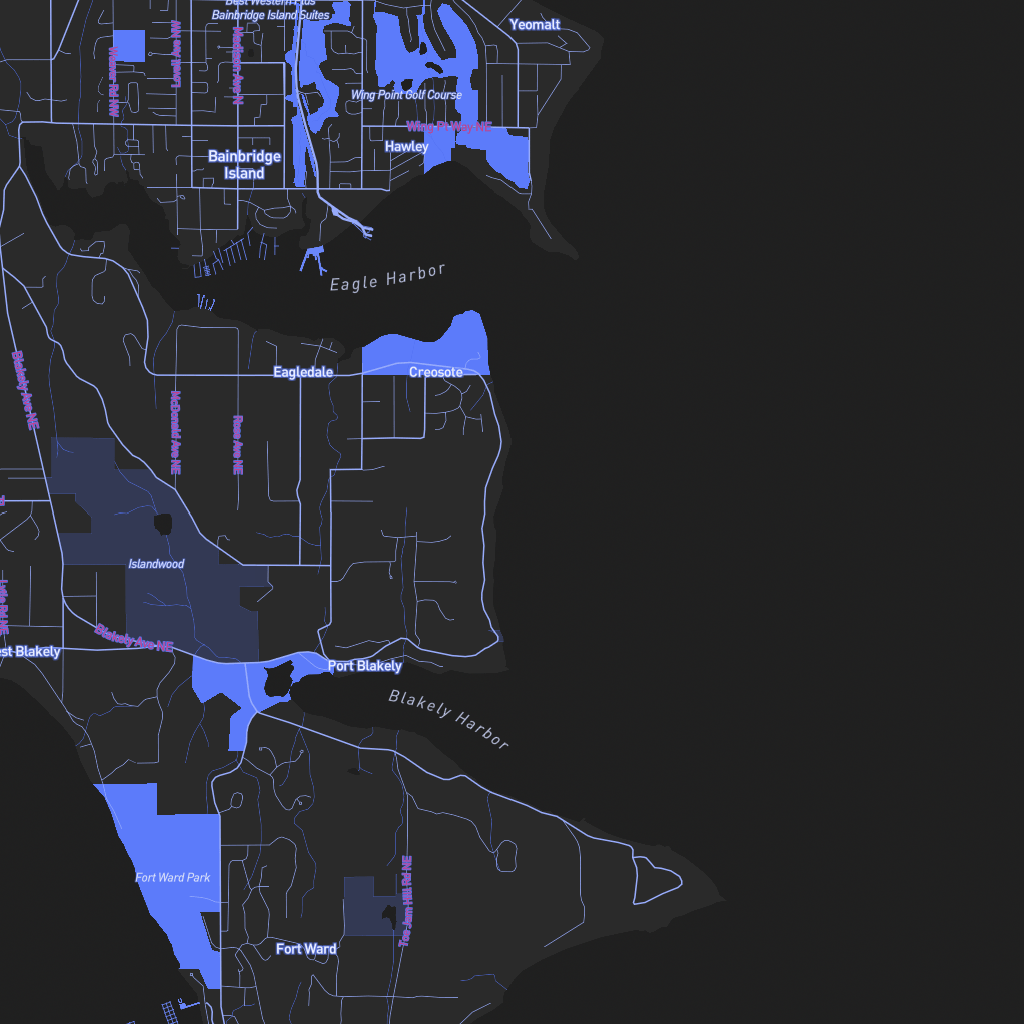 Best Western Plus
Bainbridge Island Suites
Yeomalt
Lovell Ave NW
Madison Ave N
Weaver Rd NW
Wing Point Golf Course
Wing Pt Way NE
Hawley
Bainbridge
Island
Eagle Harbor
Eagledale
Creosote
Blakely Ave NE
McDonald Ave NE
Rose Ave NE
Islandwood
Lytle Rd NE
Blakely Ave NE
est Blakely
Port Blakely
Blakely Harbor
Fort Ward Park
Toe Jam Hill Rd NE
Fort Ward